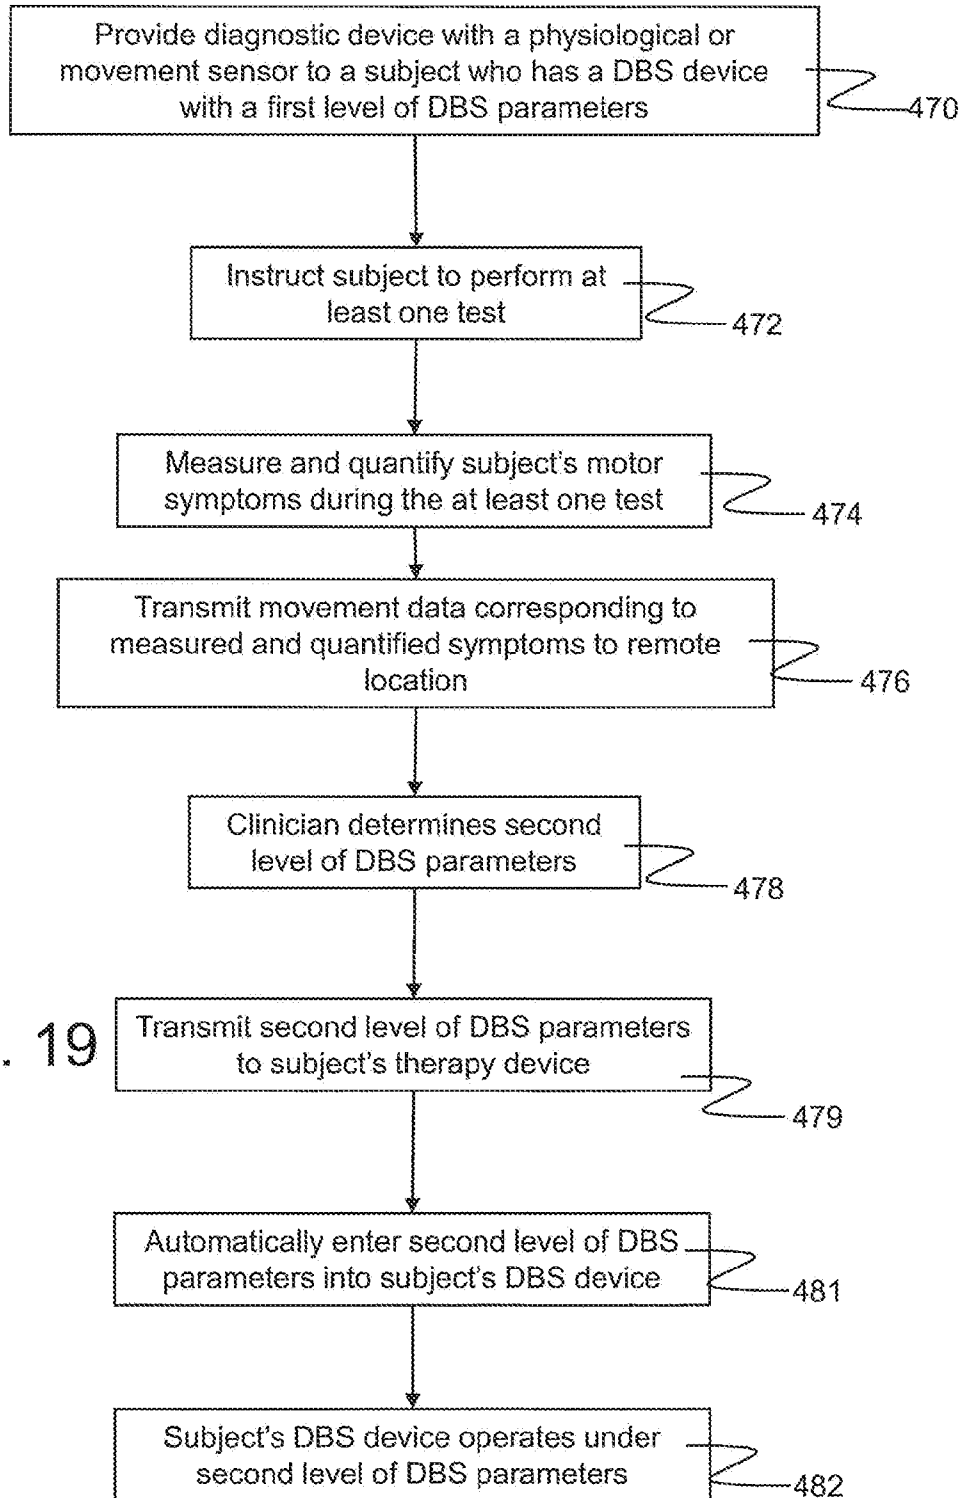 Provide diagnostic device with a physiological or
movement sensor to a subject who has a DBS device
with a first level of DBS parameters
470
Instruct subject to perform at
least one test
472
Measure and quantify subject's motor
symptoms during the at least one test
474
Transmit movement data corresponding to
measured and quantified symptoms to remote
location
476
Clinician determines second
level of DBS parameters
478
. 19
Transmit second level of DBS parameters
to subject's therapy device
479
Automatically enter second level of DBS
parameters into subject's DBS device
481
Subject's DBS device operates under
second level of DBS parameters
482